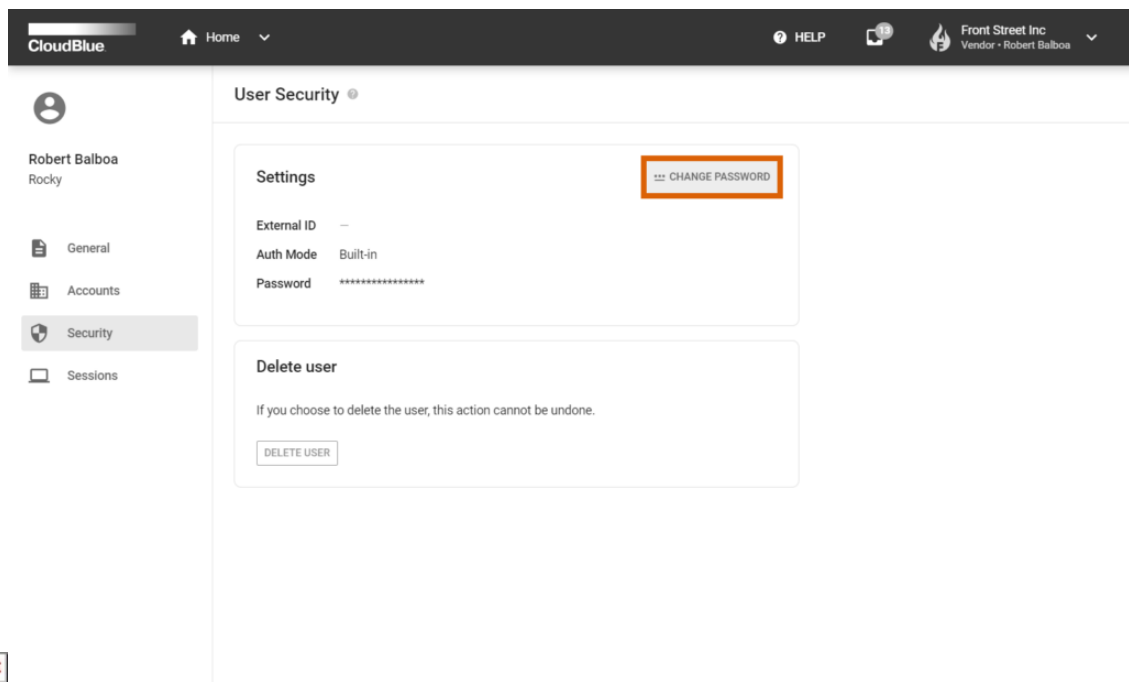 CloudBlue
Home
HELP
13
Front Street Inc
Vendor • Robert Balboa
Robert Balboa
Rocky
General
Accounts
Security
Sessions
User Security
Settings
CHANGE PASSWORD
External ID —
Auth Mode Built-in
Password ****************
Delete user
If you choose to delete the user, this action cannot be undone.
DELETE USER